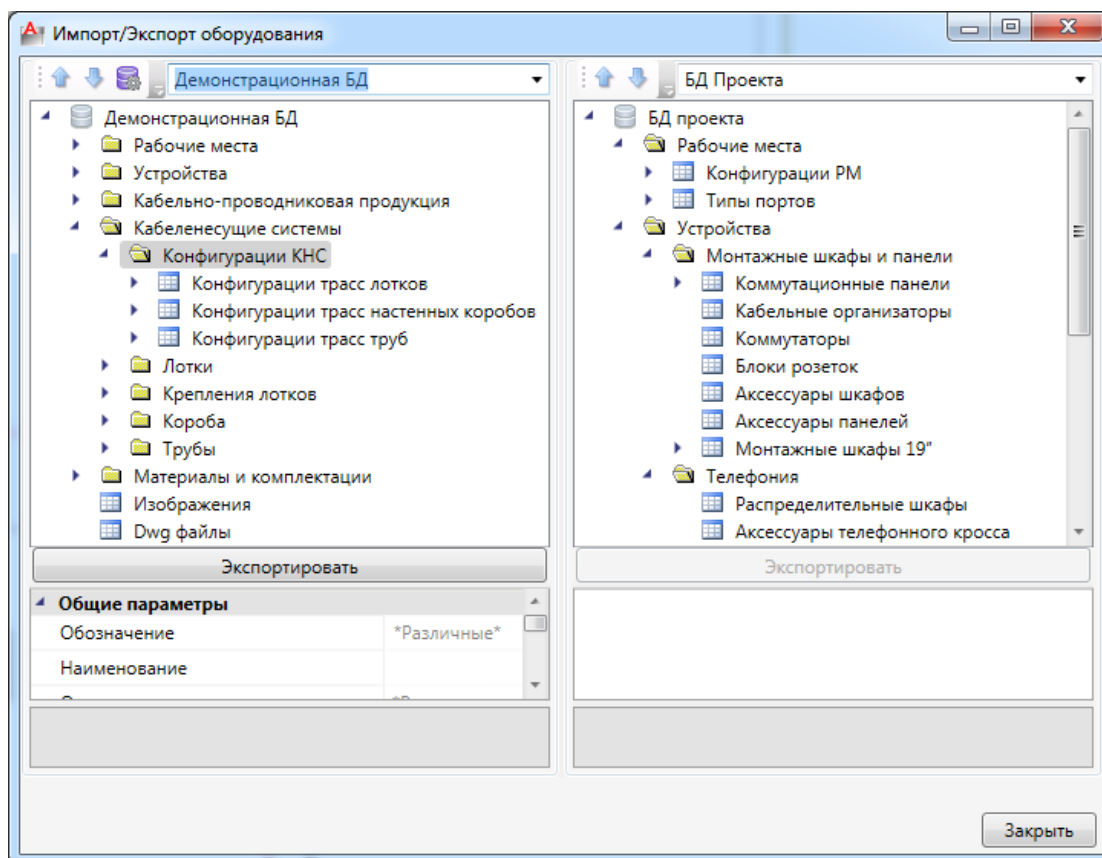 Импорт/Экспорт оборудования
Демонстрационная БД
Демонстрационная БД
Рабочие места
Устройства
Кабельно-проводниковая продукция
Кабеленесущие системы
Конфигурации КНС
Конфигурации трасс лотков
Конфигурации трасс настенных коробов
Конфигурации трасс труб
Лотки
Крепления лотков
Короба
Трубы
Материалы и комплектации
Изображения
Dwg файлы
Экспортировать
Общие параметры
Обозначение *Различные*
Наименование
БД Проекта
БД проекта
Рабочие места
Конфигурации РМ
Типы портов
Устройства
Монтажные шкафы и панели
Коммутационные панели
Кабельные организаторы
Коммутаторы
Блоки розеток
Аксессуары шкафов
Аксессуары панелей
Монтажные шкафы 19"
Телефония
Распределительные шкафы
Аксессуары телефонного кросса
Экспортировать
Закрыть